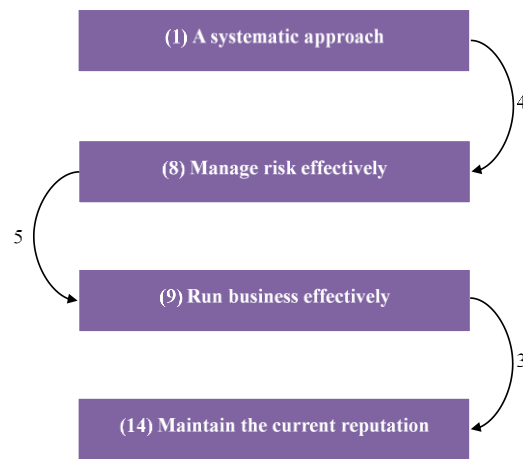 (1) A systematic approach
4
(8) Manage risk effectively
5
(9) Run business effectively
3
(14) Maintain the current reputation